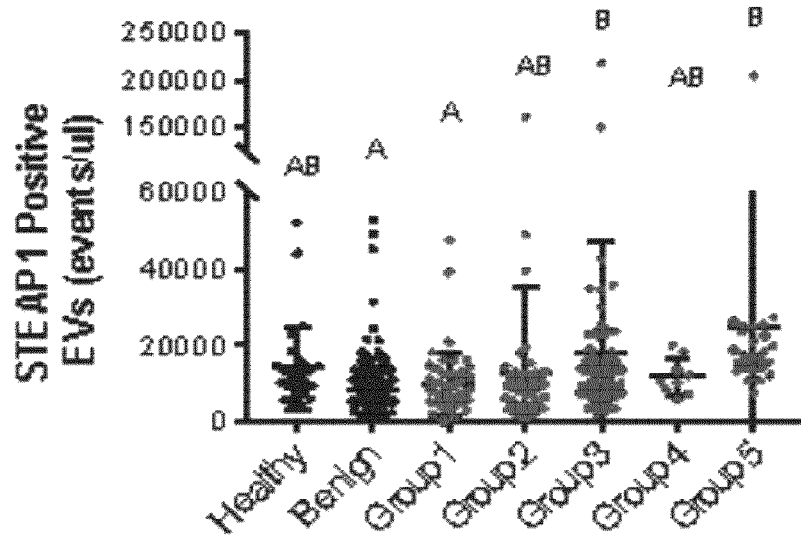 STEAP1 Positive
EVs (events/ul)
250000
200000
150000
60000
40000
20000
0
AB
A
A
AB
B
AB
B
Healthy
Benign
Group1
Group2
Group3
Group4
Group5